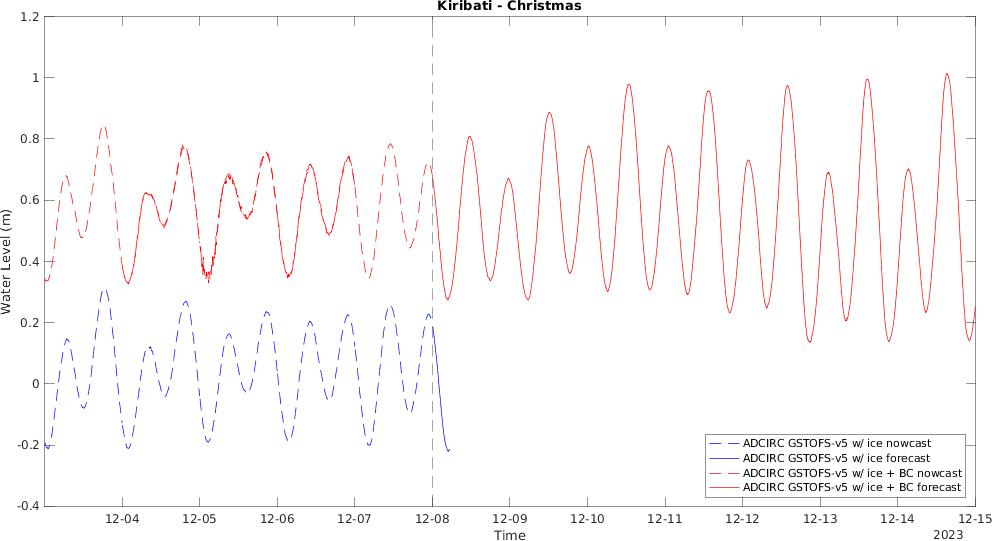 Kiribati - Christmas
1.2
1
0.8
0.6
0.4
0.2
0
-0.2
-0.4
Water Level (m)
ADCIRC GSTOFS-v5 w/ ice nowcast
ADCIRC GSTOFS-v5 w/ ice forecast
ADCIRC GSTOFS-v5 w/ ice + BC nowcast
ADCIRC GSTOFS-v5 w/ ice + BC forecast
12-04 12-05 12-06 12-07 12-08 12-09 12-10 12-11 12-12 12-13 12-14 12-15
Time
2023